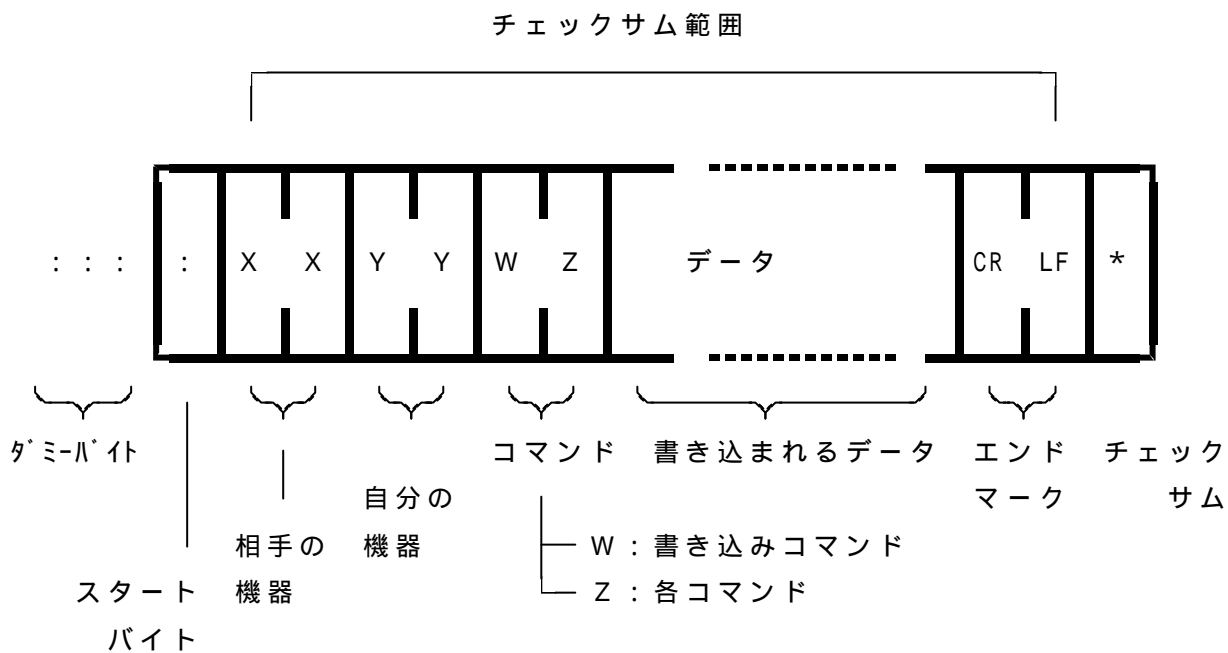 チェックサム範囲
: : : : X X Y Y W Z データ CR LF *
ﾀﾞﾐｰﾊﾞｲﾄ コマンド 書き込まれるデータ エンド チェック
自分の マーク サム
相手の 機器 W:書き込みコマンド
スタート 機器 Z:各コマンド
バイト